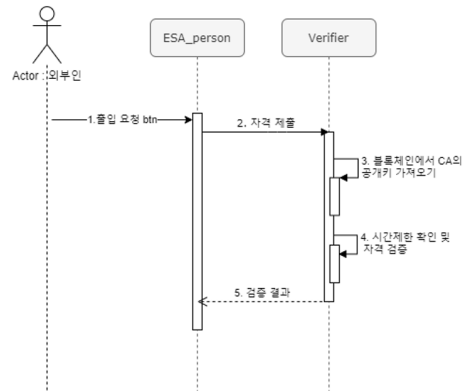 ESA_person
Verifier
Actor : 외부인
1.출입 요청 btn
2. 자격 제출
3. 블록체인에서 CA의
공개키 가져오기
4. 시간제한 확인 및
자격 검증
5. 검증 결과